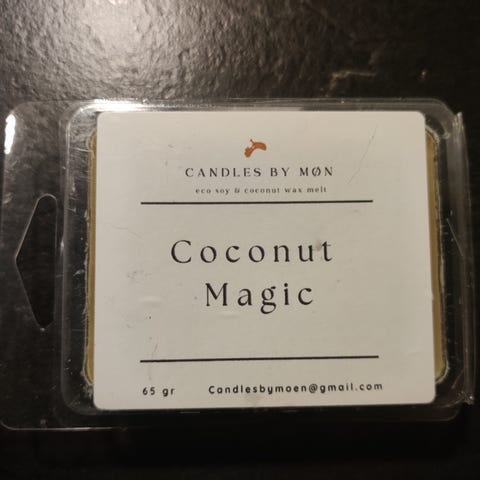 CANDLES BY MØN
eco soy & coconut wax melt
Coconut
Magic
65 gr Candlesbymoen@gmail.com